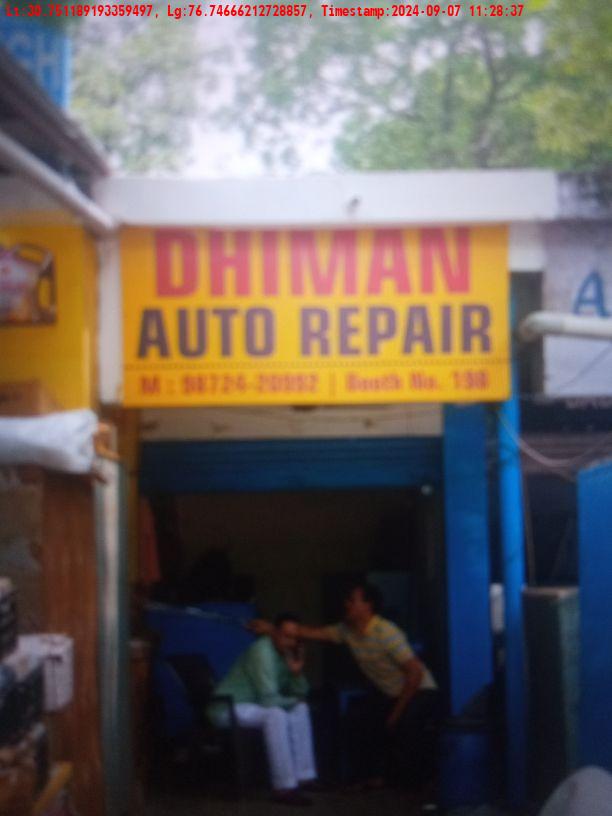 Lt:30.751189193359497, Lg:76.74666212728857, Timestamp:2024-09-07 11:28:37
GH
DHIMAN
AUTO REPAIR
M : 98724-20992 | Booth No. 198
A